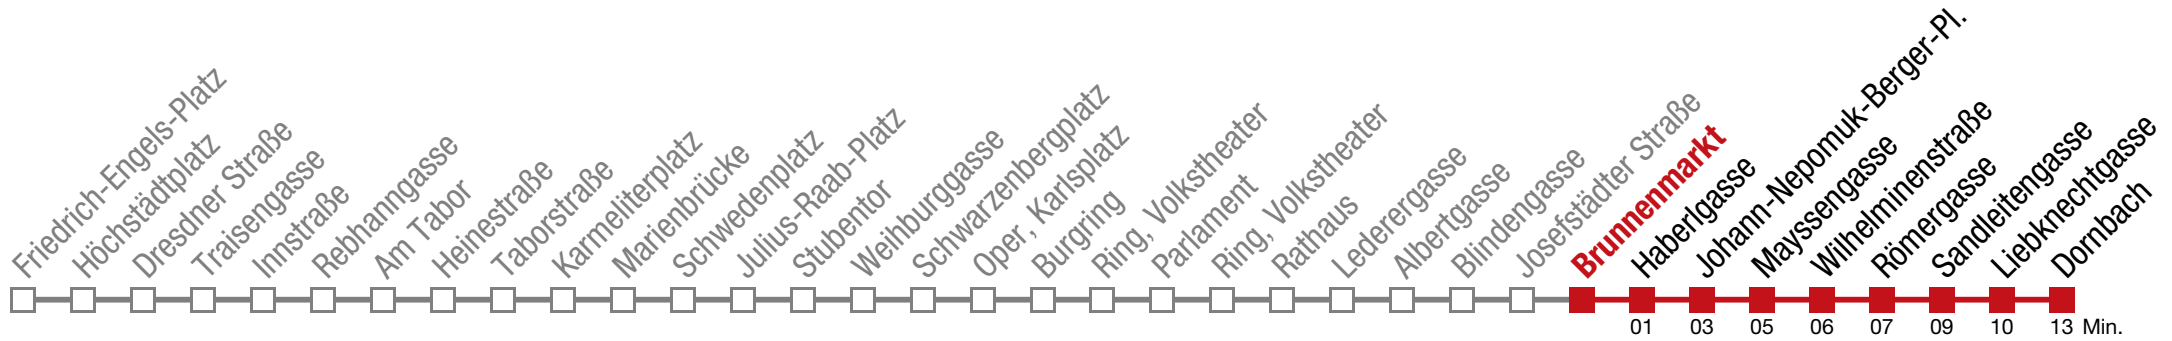 Friedrich-Engels-Platz
Höchstädtplatz
Dresdner Straße
Traisengasse
Innstraße
Rebhanngasse
Am Tabor
Heinestraße
Taborstraße
Karmeliterplatz
Marienbrücke
Schwedenplatz
Julius-Raab-Platz
Stubentor
Weihburggasse
Schwarzenbergplatz
Oper, Karlsplatz
Burgring
Ring, Volkstheater
Parlament
Ring, Volkstheater
Rathaus
Lederergasse
Albertgasse
Blindengasse
Josefstädter Straße
Brunnenmarkt
Haberlgasse
Johann-Nepomuk-Berger-Pl.
Mayssengasse
Wilhelminenstraße
Römergasse
Sandleitengasse
Liebknechtgasse
Dornbach
01 03 05 06 07 09 10 13 Min.